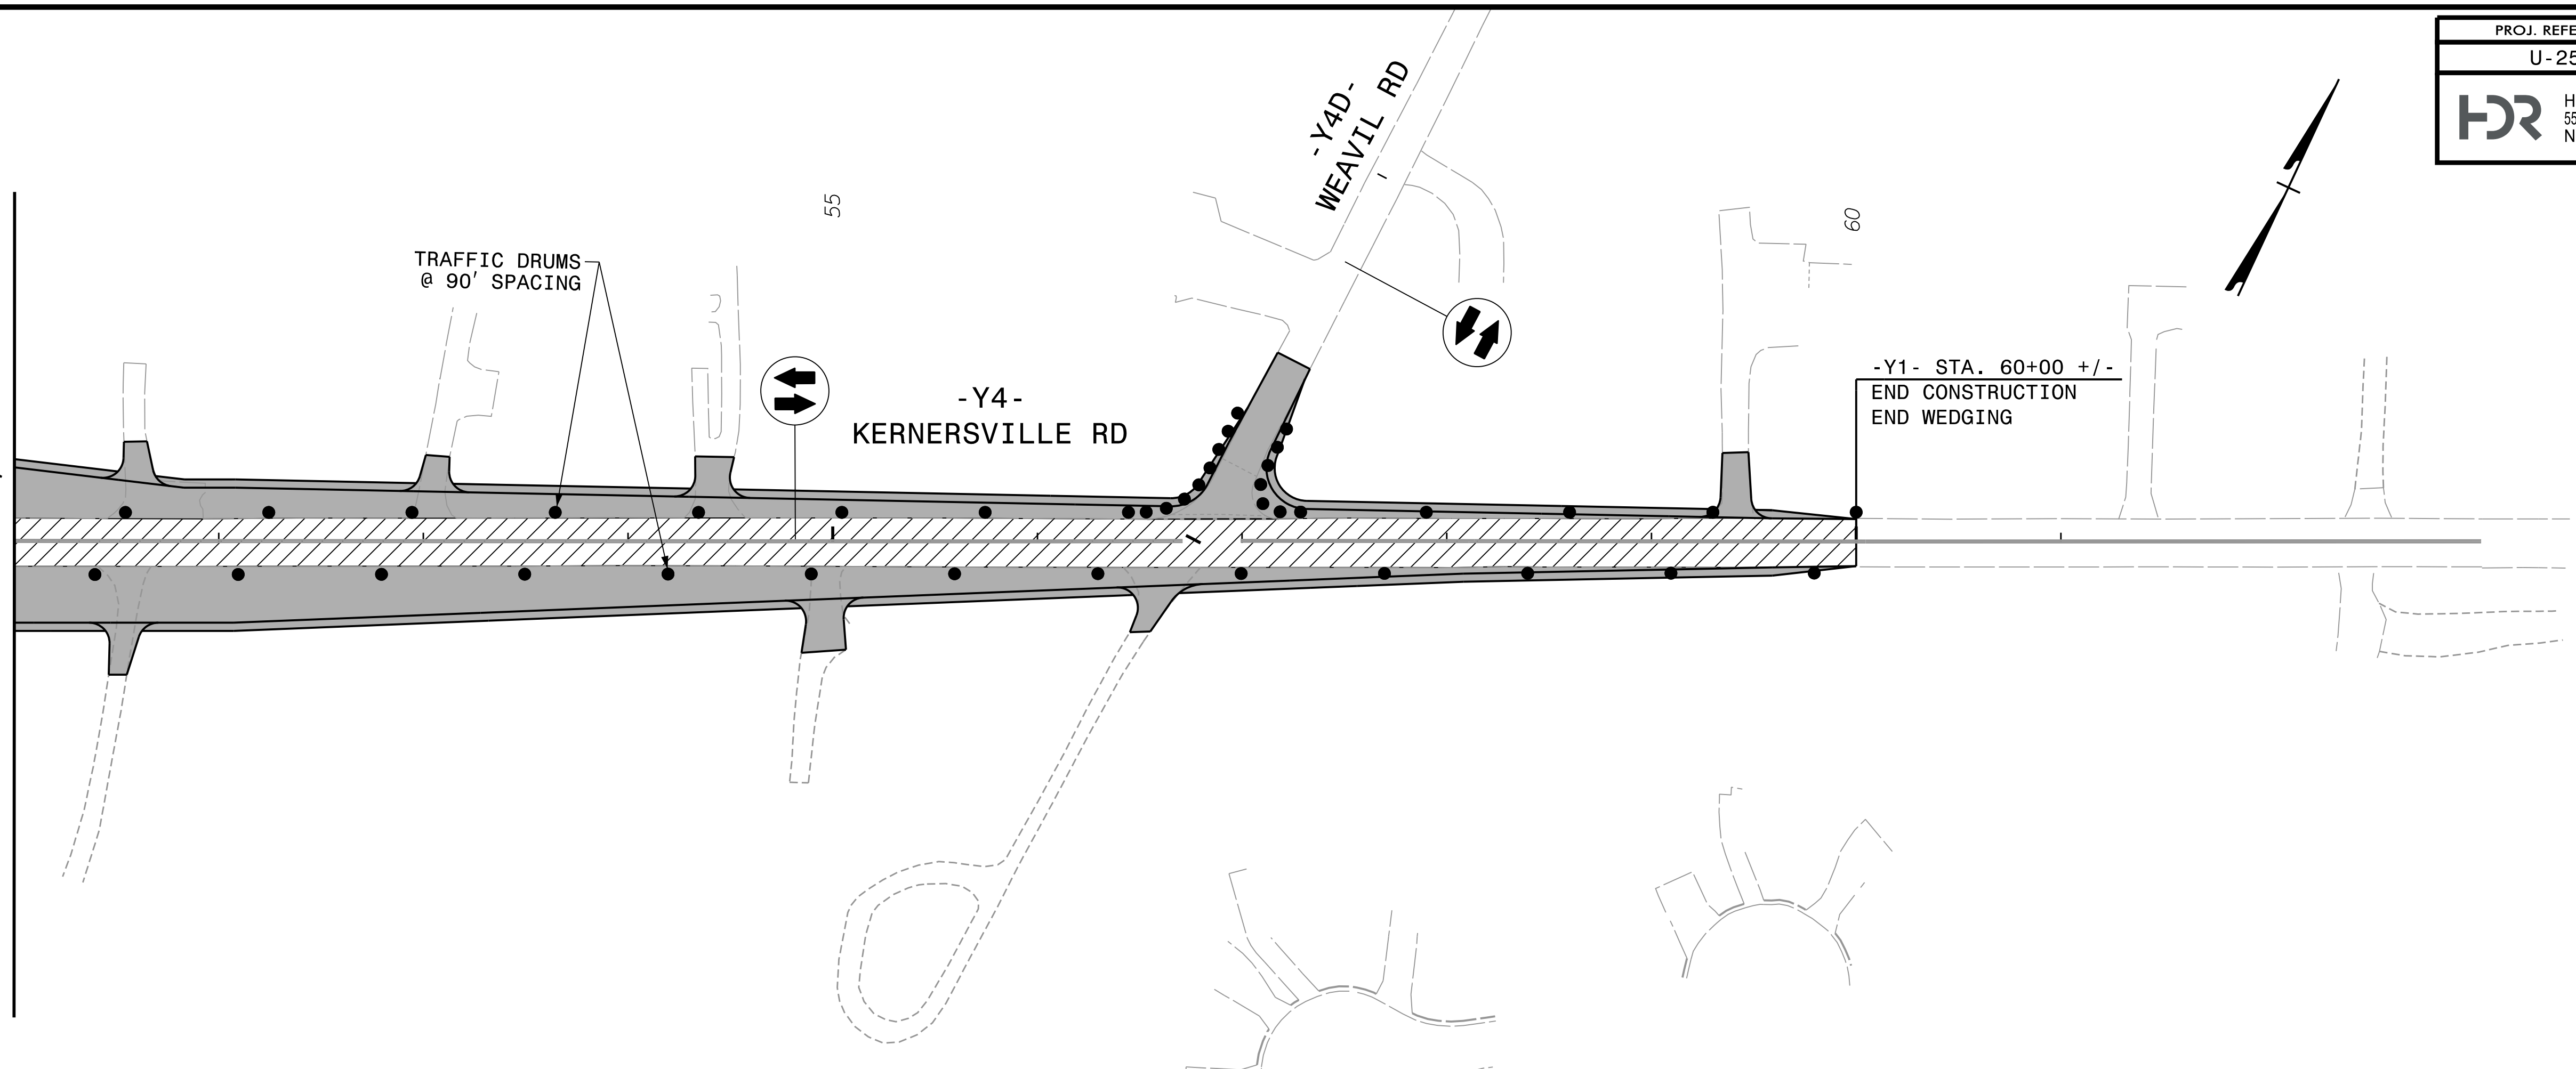 PROJ. REFE
U-25
HDR
H
55
N
-Y4D-
WEAVIL RD
55
60
TRAFFIC DRUMS
@ 90' SPACING
-Y4-
KERNERSVILLE RD
-Y1- STA. 60+00 +/-
END CONSTRUCTION
END WEDGING